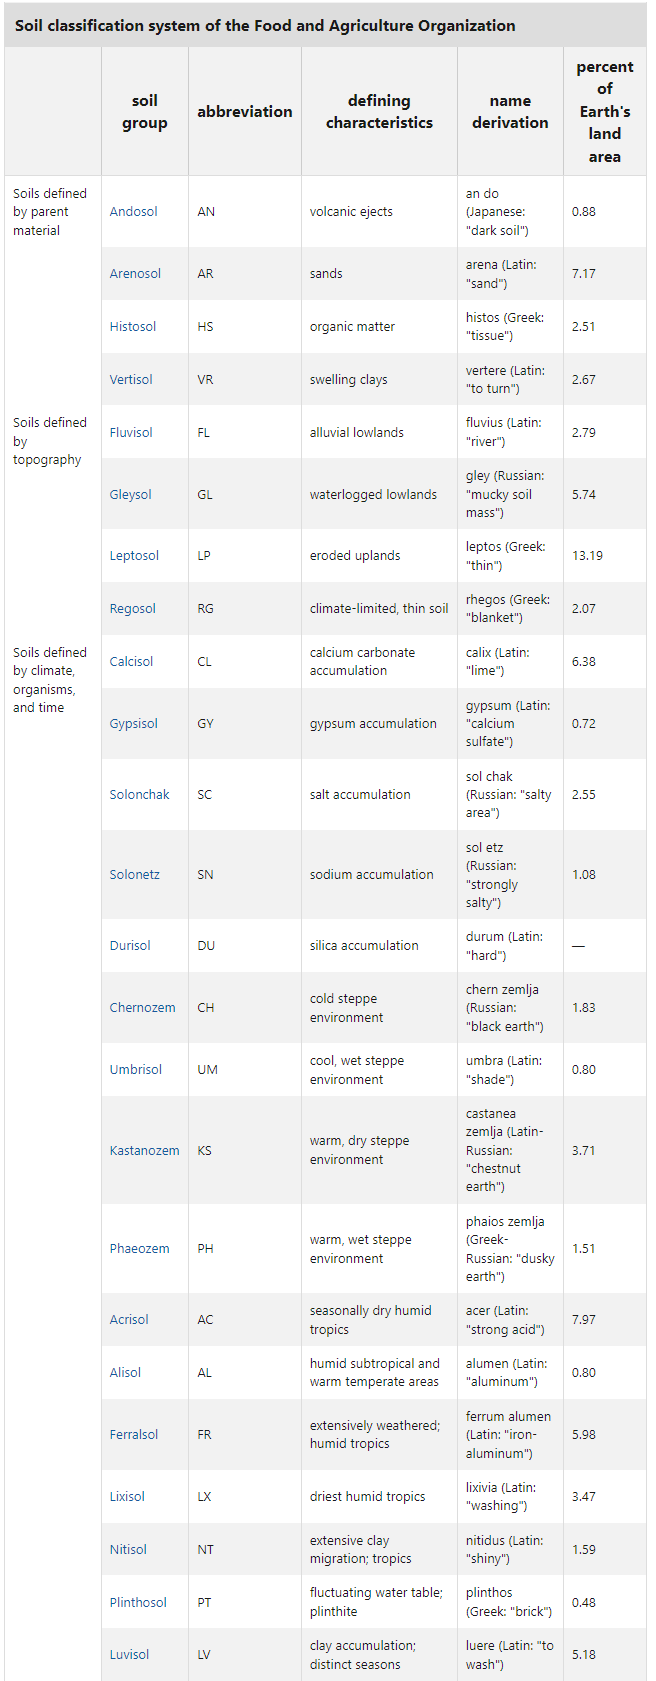 Soil classification system of the Food and Agriculture Organization
soil
group
abbreviation
defining
characteristics
name
derivation
percent
of
Earth's
land
area
Soils defined
by parent
material
Andosol
AN
volcanic ejects
an do
(Japanese:
"dark soil")
0.88
Arenosol
AR
sands
arena (Latin:
"sand")
7.17
Histosol
HS
organic matter
histos (Greek:
"tissue")
2.51
Vertisol
VR
swelling clays
vertere (Latin:
"to turn")
2.67
Soils defined
by
topography
Fluvisol
FL
alluvial lowlands
fluvius (Latin:
"river")
2.79
Gleysol
GL
waterlogged lowlands
gley (Russian:
"mucky soil
mass")
5.74
Leptosol
LP
eroded uplands
leptos (Greek:
"thin")
13.19
Regosol
RG
climate-limited, thin soil
rhegos (Greek:
"blanket")
2.07
Soils defined
by climate,
organisms,
and time
Calcisol
CL
calcium carbonate
accumulation
calix (Latin:
"lime")
6.38
Gypsisol
GY
gypsum accumulation
gypsum (Latin:
"calcium
sulfate")
0.72
Solonchak
SC
salt accumulation
sol chak
(Russian: "salty
area")
2.55
Solonetz
SN
sodium accumulation
sol etz
(Russian:
"strongly
salty")
1.08
Durisol
DU
silica accumulation
durum (Latin:
"hard")
—
Chernozem
CH
cold steppe
environment
chern zemlja
(Russian:
"black earth")
1.83
Umbrisol
UM
cool, wet steppe
environment
umbra (Latin:
"shade")
0.80
Kastanozem
KS
warm, dry steppe
environment
castanea
zemlja (Latin-
Russian:
"chestnut
earth")
3.71
Phaeozem
PH
warm, wet steppe
environment
phaios zemlja
(Greek-
Russian: "dusky
earth")
1.51
Acrisol
AC
seasonally dry humid
tropics
acer (Latin:
"strong acid")
7.97
Alisol
AL
humid subtropical and
warm temperate areas
alumen (Latin:
"aluminum")
0.80
Ferralsol
FR
extensively weathered;
humid tropics
ferrum alumen
(Latin: "iron-
aluminum")
5.98
Lixisol
LX
driest humid tropics
lixivia (Latin:
"washing")
3.47
Nitisol
NT
extensive clay
migration; tropics
nitidus (Latin:
"shiny")
1.59
Plinthosol
PT
fluctuating water table;
plinthite
plinthos
(Greek: "brick")
0.48
Luvisol
LV
clay accumulation;
distinct seasons
luere (Latin: "to
wash")
5.18